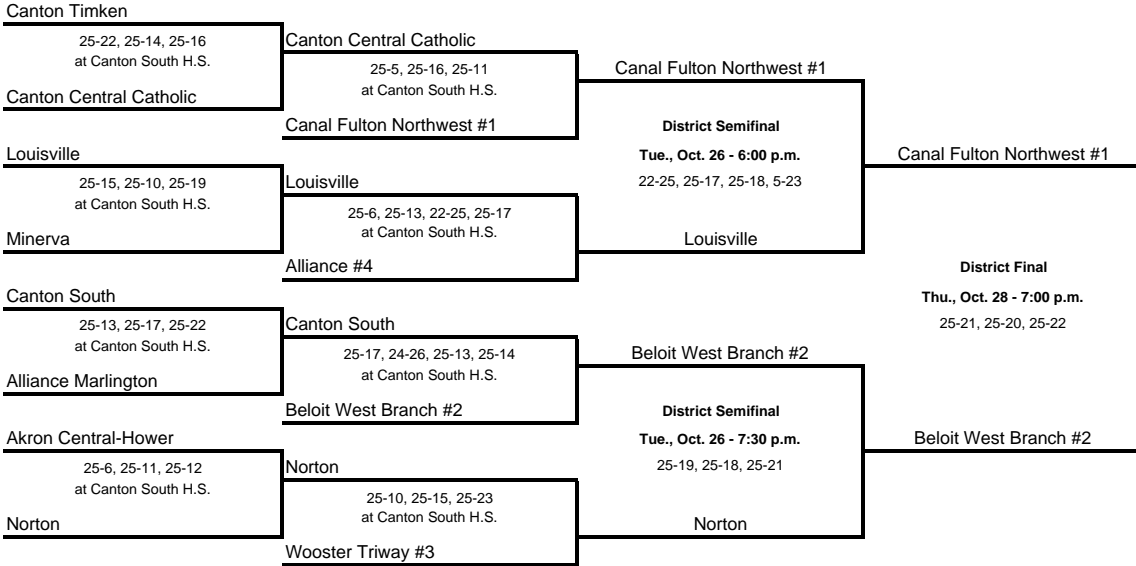 Canton Timken
25-22, 25-14, 25-16
at Canton South H.S.
Canton Central Catholic
Canton Central Catholic
25-5, 25-16, 25-11
at Canton South H.S.
Canal Fulton Northwest #1
Canal Fulton Northwest #1
Louisville
25-15, 25-10, 25-19
at Canton South H.S.
Minerva
Louisville
25-6, 25-13, 22-25, 25-17
at Canton South H.S.
Alliance #4
District Semifinal
Tue., Oct. 26 - 6:00 p.m.
22-25, 25-17, 25-18, 5-23
Louisville
Canal Fulton Northwest #1
Canton South
25-13, 25-17, 25-22
at Canton South H.S.
Alliance Marlington
Canton South
25-17, 24-26, 25-13, 25-14
at Canton South H.S.
Beloit West Branch #2
Beloit West Branch #2
Akron Central-Hower
25-6, 25-11, 25-12
at Canton South H.S.
Norton
Norton
25-10, 25-15, 25-23
at Canton South H.S.
Wooster Triway #3
District Semifinal
Tue., Oct. 26 - 7:30 p.m.
25-19, 25-18, 25-21
Norton
District Final
Thu., Oct. 28 - 7:00 p.m.
25-21, 25-20, 25-22
Beloit West Branch #2